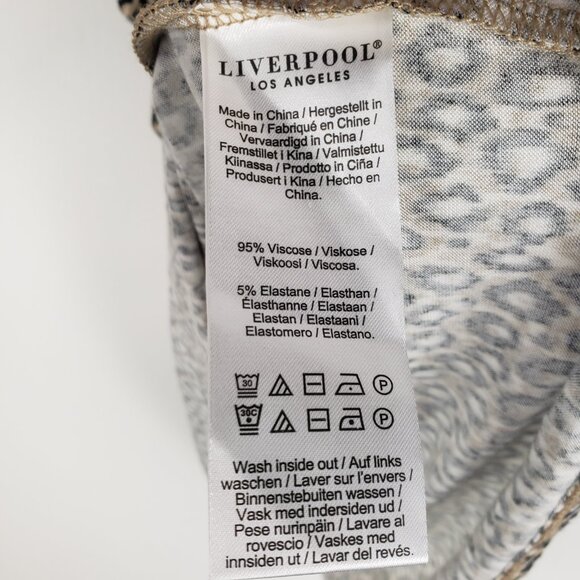 LIVERPOOL®
LOS ANGELES
Made in China / Hergestellt in
China / Fabriqué en Chine /
Vervaardigd in China /
Fremstillet i Kina / Valmistettu
Kiinassa / Prodotto in Ciña /
Produsert i Kina / Hecho en
China.
95% Viscose / Viskose /
Viskoosi / Viscosa.
5% Elastane / Elasthan /
Élasthanne / Elastaan /
Elastan / Elastaani /
Elastomero / Elastano.
30 P
30C P
Wash inside out / Auf links
waschen / Laver sur l'envers /
Binnenstebuiten wassen /
Vask med indersiden ud /
Pese nurinpäin / Lavare al
rovescio / Vaskes med
innsiden ut / Lavar del revés.